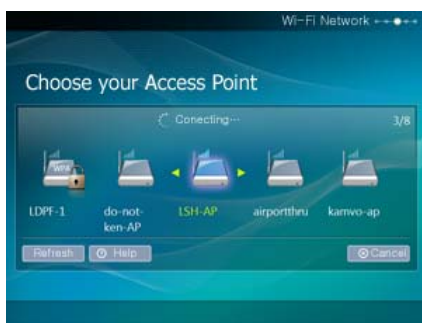 Wi-Fi Network
Choose your Access Point
Conecting...
3/8
WPA
LDPF-1
do-not-
ken-AP
LSH-AP
airportthru
kamvo-ap
Refresh
Help
Cancel